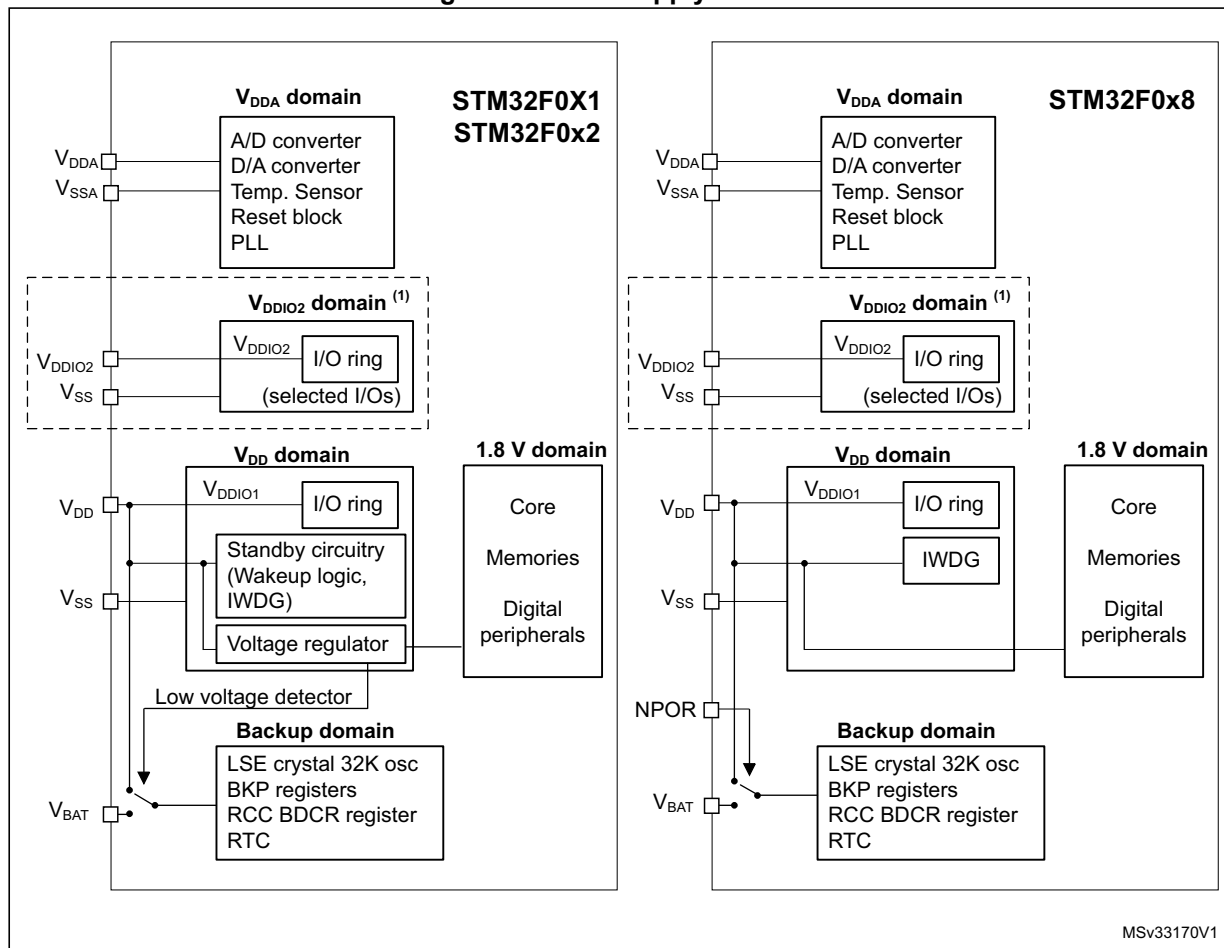 STM32F0X1
STM32F0x2
VDDA domain
A/D converter
D/A converter
Temp. Sensor
Reset block
PLL
VDDA
VSSA
VDDIO2 domain (1)
VDDIO2
VDDIO2
I/O ring
VSS
(selected I/Os)
VDD domain
1.8 V domain
VDDIO1
VDD
I/O ring
Standby circuitry
(Wakeup logic,
IWDG)
VSS
Voltage regulator
Core
Memories
Digital
peripherals
Low voltage detector
Backup domain
LSE crystal 32K osc
BKP registers
RCC BDCR register
RTC
VBAT
STM32F0x8
VDDA domain
A/D converter
D/A converter
Temp. Sensor
Reset block
PLL
VDDA
VSSA
VDDIO2 domain (1)
VDDIO2
VDDIO2
I/O ring
VSS
(selected I/Os)
VDD domain
1.8 V domain
VDDIO1
VDD
I/O ring
IWDG
VSS
Core
Memories
Digital
peripherals
NPOR
Backup domain
LSE crystal 32K osc
BKP registers
RCC BDCR register
RTC
VBAT
MSv33170V1